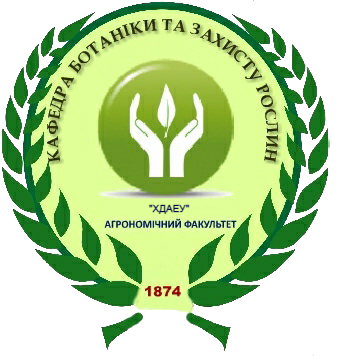 КАФЕДРА БОТАНІКИ ТА ЗАХИСТУ РОСЛИН
"ХДАЕУ"
АГРОНОМІЧНИЙ ФАКУЛЬТЕТ
1874